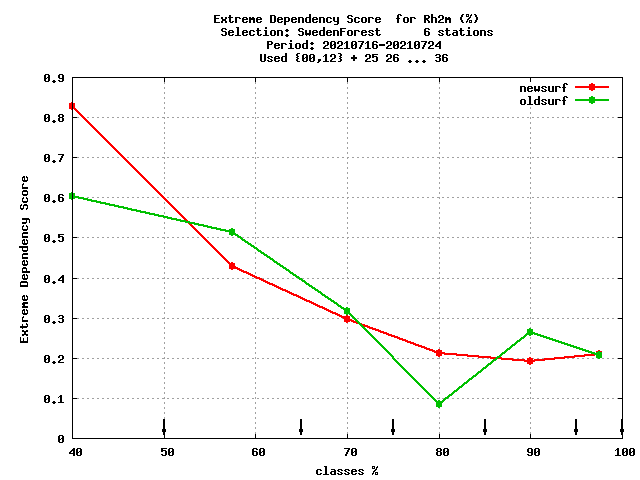 Extreme Dependency Score  for Rh2m (%)
Selection: SwedenForest      6 stations
Period: 20210716-20210724
Used {00,12} + 25 26 ... 36
newsurf
oldsurf
Extreme Dependency Score
0.9
0.8
0.7
0.6
0.5
0.4
0.3
0.2
0.1
0
40 50 60 70 80 90 100
classes %